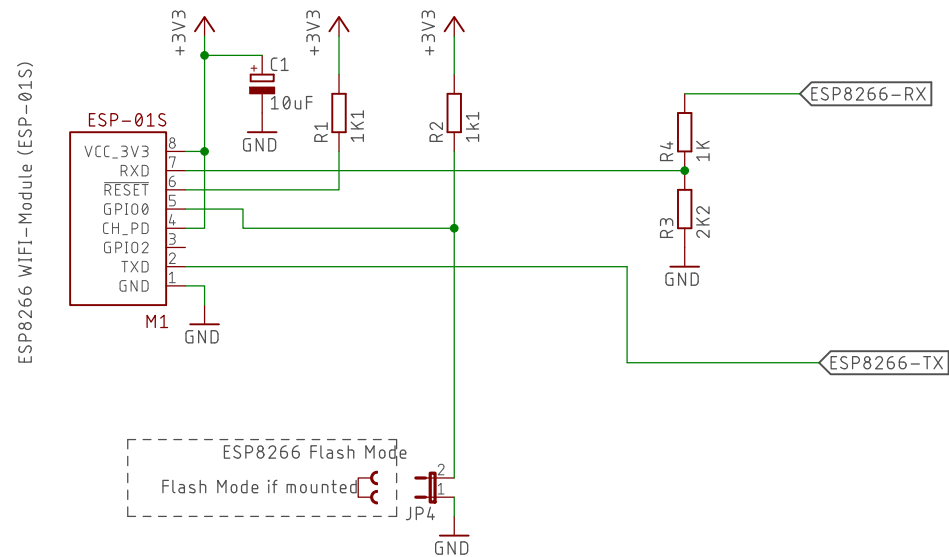 +3V3
+3V3
+3V3
ESP8266 WIFI-Module (ESP-01S)
+
C1
10uF
GND
R1
1K1
R2
1k1
ESP8266-RX
R4
1K
R3
2K2
GND
ESP-01S
VCC_3V3 8
RXD 7
RESET 6
GPIO0 5
CH_PD 4
GPIO2 3
TXD 2
GND 1
M1
GND
ESP8266-TX
ESP8266 Flash Mode
Flash Mode if mounted
2
1
JP4
GND